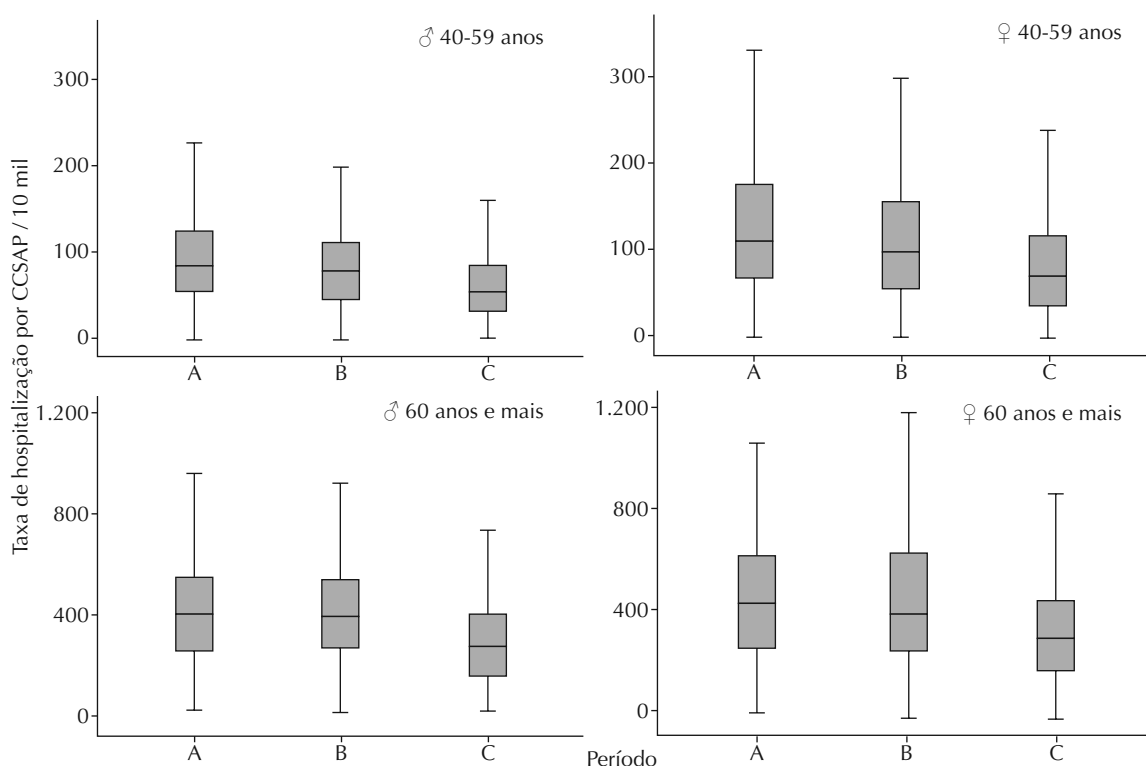 Taxa de hospitalização por CCSAP / 10 mil
♂ 40-59 anos
300
200
100
0
A B C
♀ 40-59 anos
300
200
100
0
A B C
♂ 60 anos e mais
1.200
800
400
0
A B C
♀ 60 anos e mais
1.200
800
400
0
A B C
Período